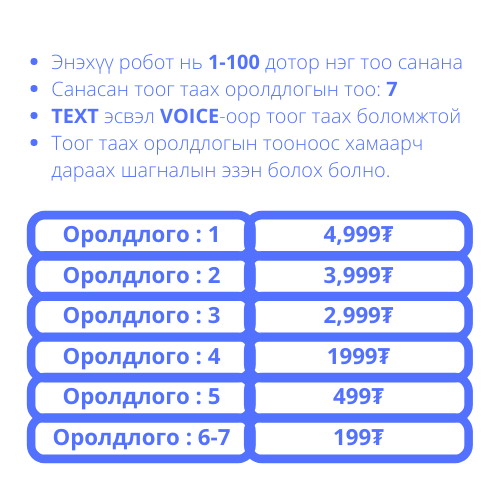 • Энэхүү робот нь 1-100 дотор нэг тоо санана
• Санасан тоог таах оролдлогын тоо: 7
• TEXT эсвэл VOICE-оор тоог таах боломжтой
• Тоог таах оролдлогын тооноос хамаарч
дараах шагналын эзэн болох болно.
Оролдлого : 1 4,999₮
Оролдлого : 2 3,999₮
Оролдлого : 3 2,999₮
Оролдлого : 4 1999₮
Оролдлого : 5 499₮
Оролдлого : 6-7 199₮